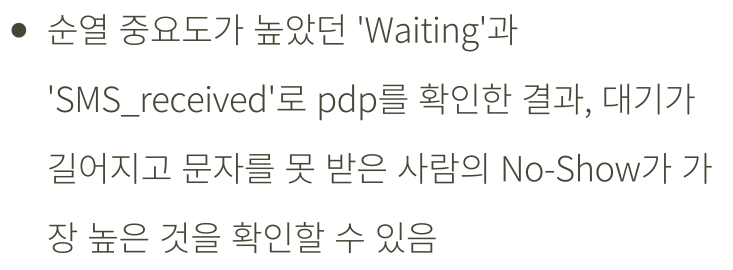 ● 순열 중요도가 높았던 'Waiting'과
'SMS_received'로 pdp를 확인한 결과, 대기가
길어지고 문자를 못 받은 사람의 No-Show가 가
장 높은 것을 확인할 수 있음